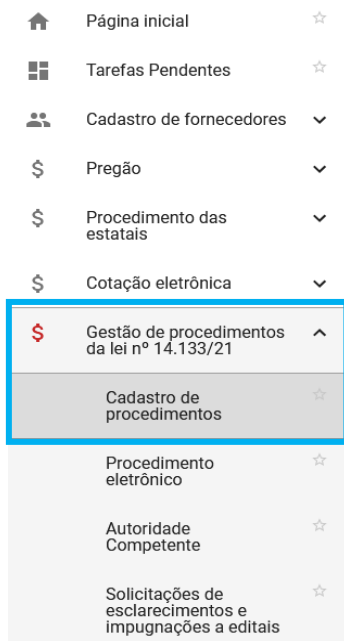 Página inicial
Tarefas Pendentes
Cadastro de fornecedores
$ Pregão
$ Procedimento das
estatais
$ Cotação eletrônica
$ Gestão de procedimentos
da lei nº 14.133/21
Cadastro de
procedimentos
Procedimento
eletrônico
Autoridade
Competente
Solicitações de
esclarecimentos e
impugnações a editais